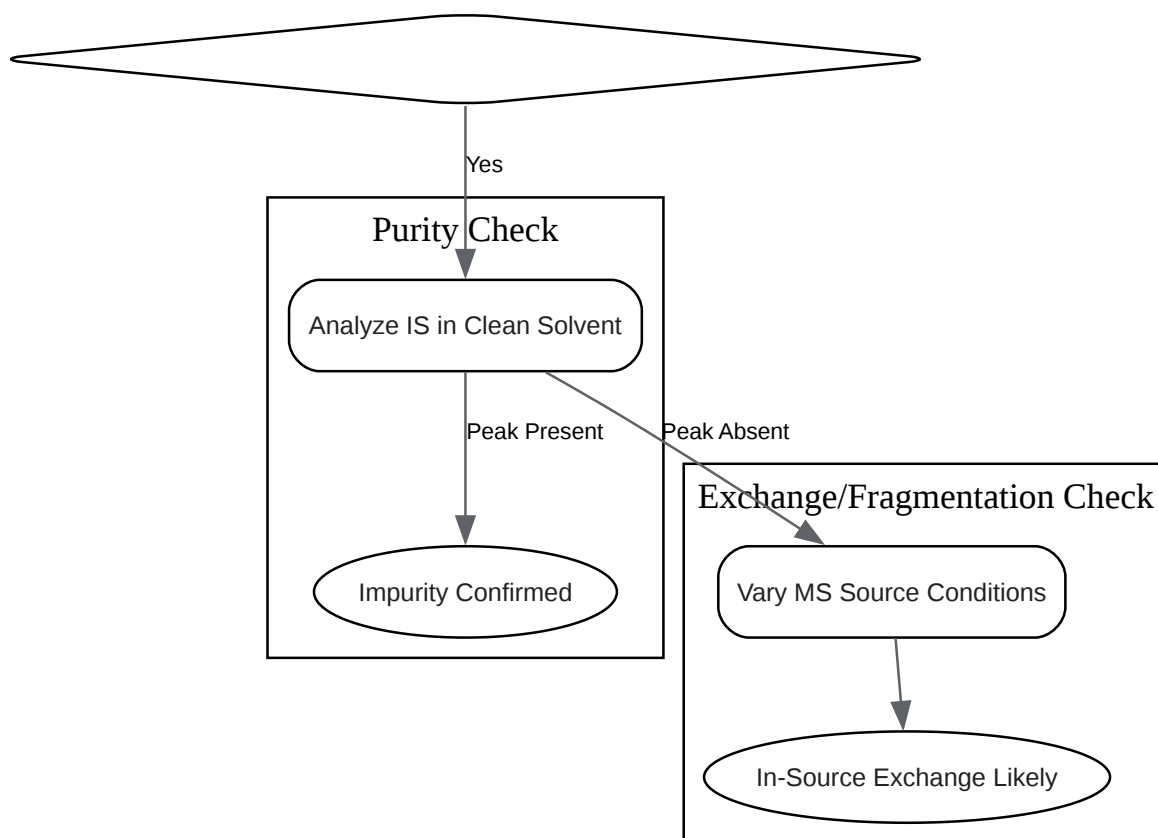 Yes
Purity Check
Analyze IS in Clean Solvent
Peak Present
Peak Absent
Exchange/Fragmentation Check
Impurity Confirmed
Vary MS Source Conditions
In-Source Exchange Likely